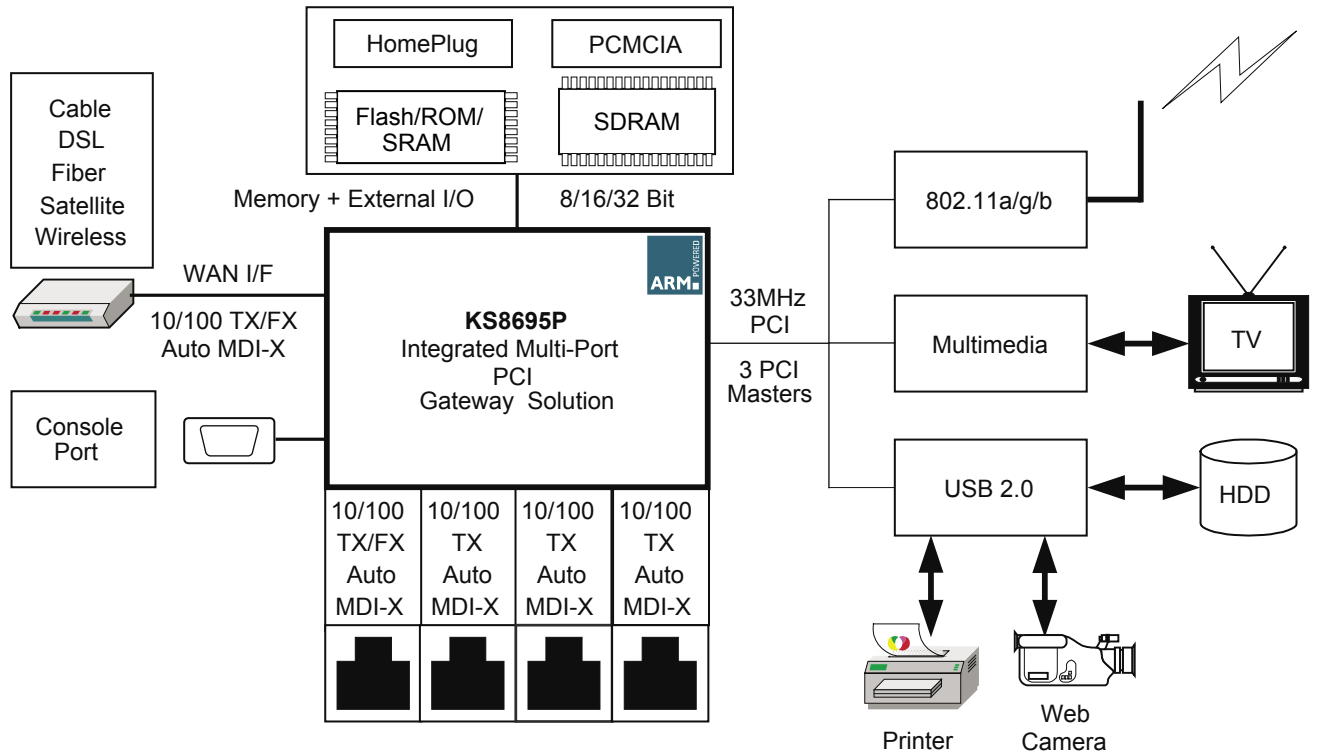 HomePlug
PCMCIA
Flash/ROM/
SRAM
SDRAM
Cable
DSL
Fiber
Satellite
Wireless
Memory + External I/O
8/16/32 Bit
802.11a/g/b
WAN I/F
10/100 TX/FX
Auto MDI-X
ARM POWERED
KS8695P
Integrated Multi-Port
PCI
Gateway Solution
33MHz
PCI
3 PCI
Masters
Multimedia
TV
Console
Port
USB 2.0
HDD
10/100
TX/FX
Auto
MDI-X
10/100
TX
Auto
MDI-X
10/100
TX
Auto
MDI-X
10/100
TX
Auto
MDI-X
Printer
Web
Camera